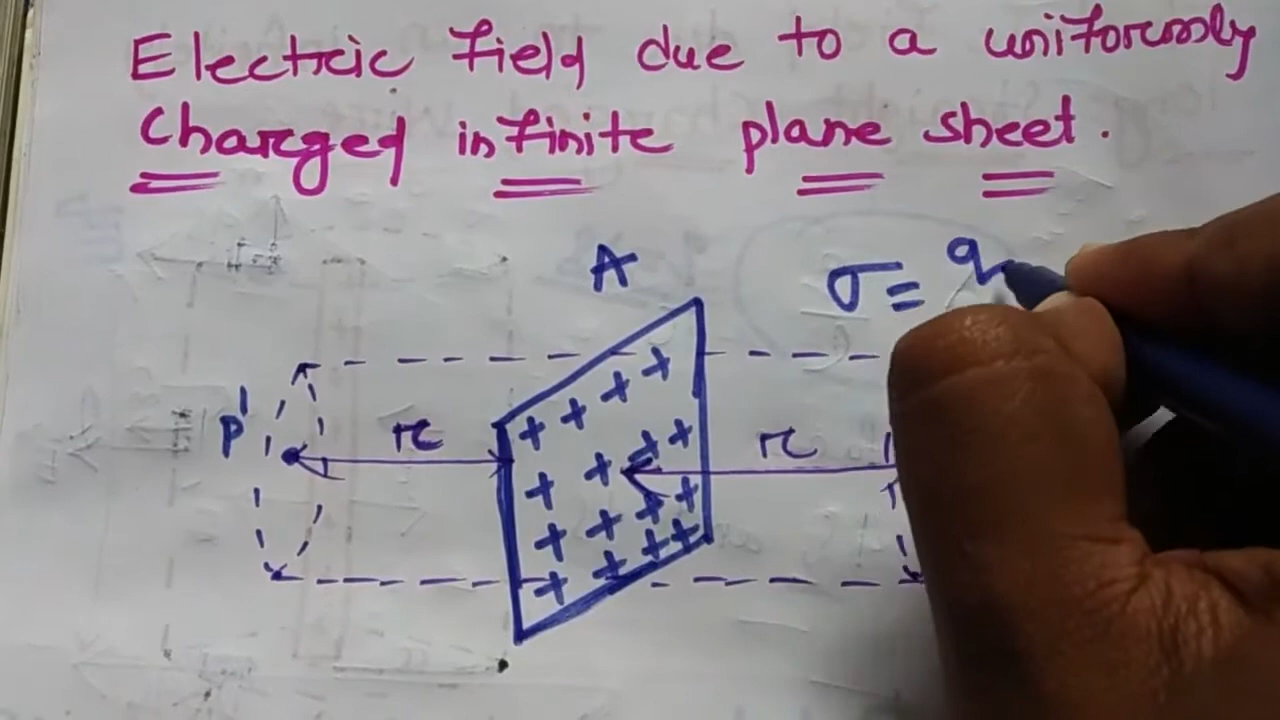 Electric Field due to a uniformly
Charged infinite plane sheet.
A
σ = q
P'
r
r
+ + + +
+ + + +
+ + + +
+ + + +